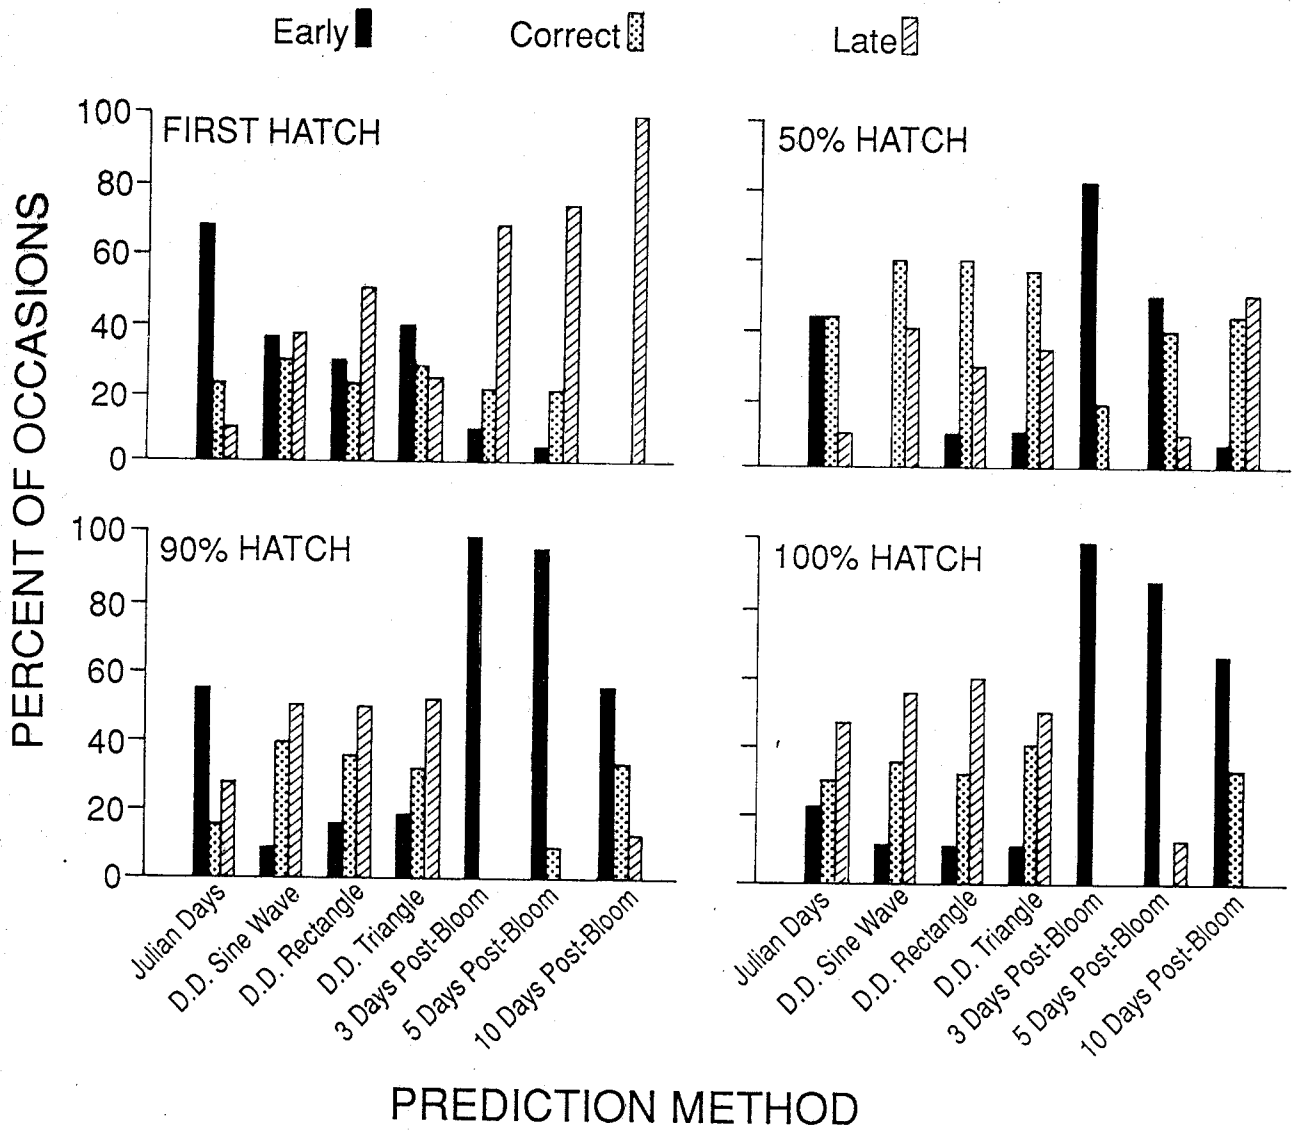 Early Correct Late
FIRST HATCH
100
80
60
40
20
0
50% HATCH
90% HATCH
100
80
60
40
20
0
100% HATCH
PERCENT OF OCCASIONS
Julian Days
D.D. Sine Wave
D.D. Rectangle
D.D. Triangle
3 Days Post-Bloom
5 Days Post-Bloom
10 Days Post-Bloom
Julian Days
D.D. Sine Wave
D.D. Rectangle
D.D. Triangle
3 Days Post-Bloom
5 Days Post-Bloom
10 Days Post-Bloom
PREDICTION METHOD